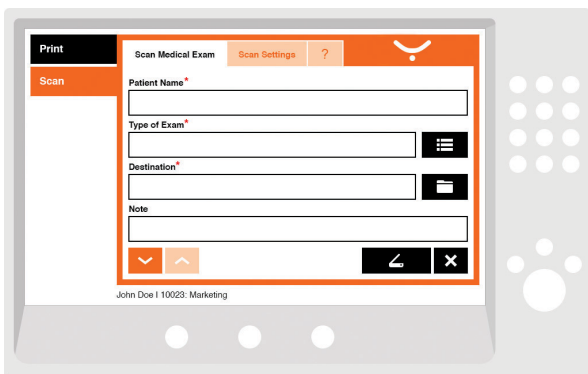 Print
Scan
Scan Medical Exam
Scan Settings
?
Patient Name*
Type of Exam*
Destination*
Note
John Doe I 10023: Marketing